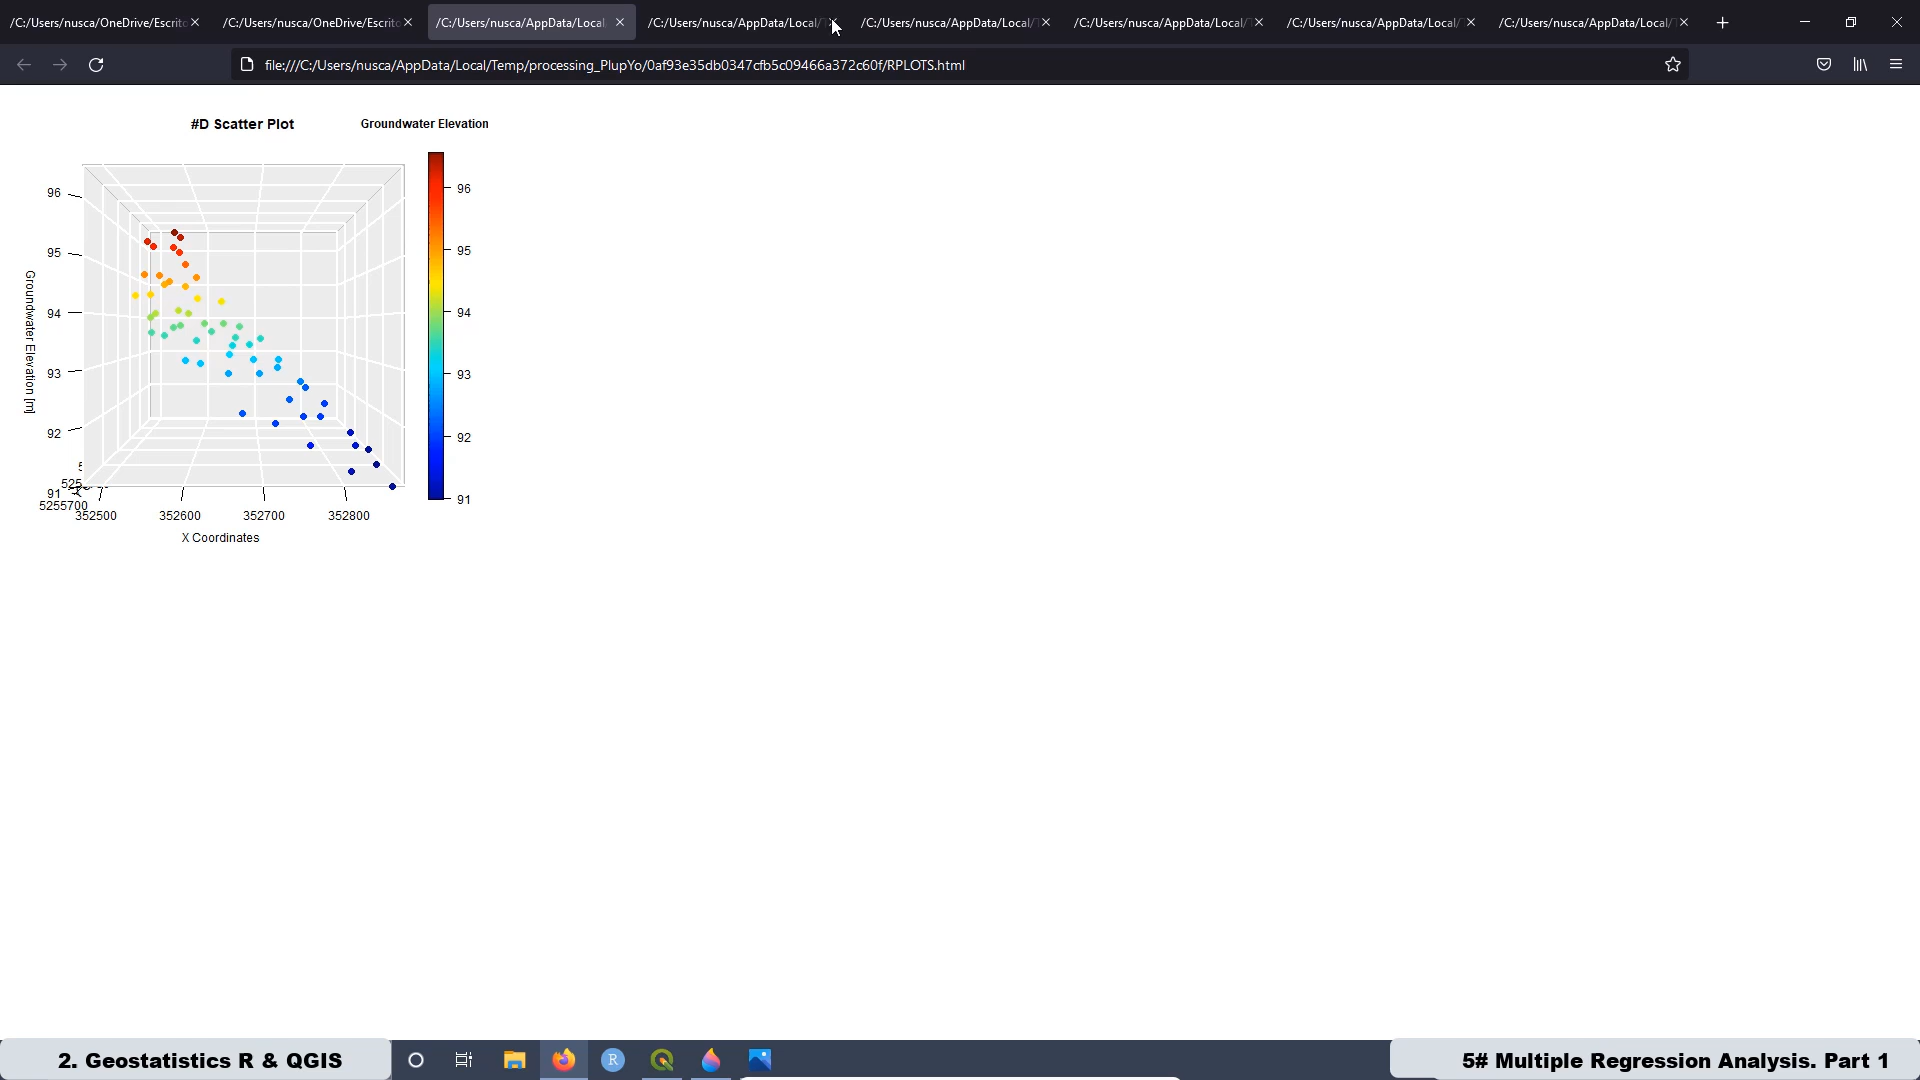 /C:/Users/nusca/OneDrive/Escrito
/C:/Users/nusca/OneDrive/Escrito
/C:/Users/nusca/AppData/Local/
/C:/Users/nusca/AppData/Local/T
/C:/Users/nusca/AppData/Local/T
/C:/Users/nusca/AppData/Local/T
/C:/Users/nusca/AppData/Local/T
/C:/Users/nusca/AppData/Local/T
file:///C:/Users/nusca/AppData/Local/Temp/processing_PlupYo/0af93e35db0347cfb5c09466a372c60f/RPLOTS.html
#D Scatter Plot
Groundwater Elevation
96
95
94
93
92
91
Groundwater Elevation [m]
5255700
352500
352600
352700
352800
X Coordinates
96
95
94
93
92
91
2. Geostatistics R & QGIS
R
5# Multiple Regression Analysis. Part 1